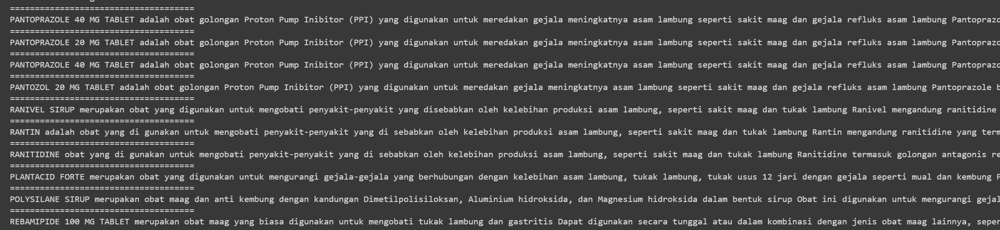 =====================================
PANTOPRAZOLE 40 MG TABLET adalah obat golongan Proton Pump Inibitor (PPI) yang digunakan untuk meredakan gejala meningkatnya asam lambung seperti sakit maag dan gejala refluks asam lambung Pantoprazo
=====================================
PANTOPRAZOLE 20 MG TABLET adalah obat golongan Proton Pump Inibitor (PPI) yang digunakan untuk meredakan gejala meningkatnya asam lambung seperti sakit maag dan gejala refluks asam lambung Pantoprazo
=====================================
PANTOPRAZOLE 40 MG TABLET adalah obat golongan Proton Pump Inibitor (PPI) yang digunakan untuk meredakan gejala meningkatnya asam lambung seperti sakit maag dan gejala refluks asam lambung Pantoprazo
=====================================
PANTOZOL 20 MG TABLET adalah obat golongan Proton Pump Inibitor (PPI) yang digunakan untuk meredakan gejala meningkatnya asam lambung seperti sakit maag dan gejala refluks asam lambung Pantoprazole b
=====================================
RANIVEL SIRUP merupakan obat yang digunakan untuk mengobati penyakit-penyakit yang disebabkan oleh kelebihan produksi asam lambung, seperti sakit maag dan tukak lambung Ranivel mengandung ranitidine
=====================================
RANTIN adalah obat yang di gunakan untuk mengobati penyakit-penyakit yang di sebabkan oleh kelebihan produksi asam lambung, seperti sakit maag dan tukak lambung Rantin mengandung ranitidine yang term
=====================================
RANITIDINE obat yang di gunakan untuk mengobati penyakit-penyakit yang di sebabkan oleh kelebihan produksi asam lambung, seperti sakit maag dan tukak lambung Ranitidine termasuk golongan antagonis re
=====================================
PLANTACID FORTE merupakan obat yang digunakan untuk mengurangi gejala-gejala yang berhubungan dengan kelebihan asam lambung, tukak lambung, tukak usus 12 jari dengan gejala seperti mual dan kembung P
=====================================
POLYSILANE SIRUP merupakan obat maag dan anti kembung dengan kandungan Dimetilpolisiloksan, Aluminium hidroksida, dan Magnesium hidroksida dalam bentuk sirup Obat ini digunakan untuk mengurangi gejal
=====================================
REBAMIPIDE 100 MG TABLET merupakan obat maag yang biasa digunakan untuk mengobati tukak lambung dan gastritis Dapat digunakan secara tunggal atau dalam kombinasi dengan jenis obat maag lainnya, seper